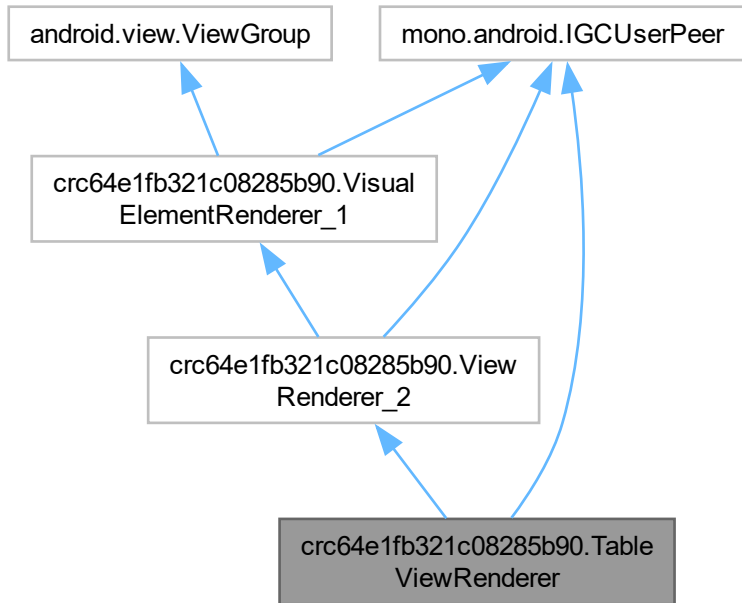 android.view.ViewGroup
mono.android.IGCUserPeer
crc64e1fb321c08285b90.Visual
ElementRenderer_1
crc64e1fb321c08285b90.View
Renderer_2
crc64e1fb321c08285b90.Table
ViewRenderer